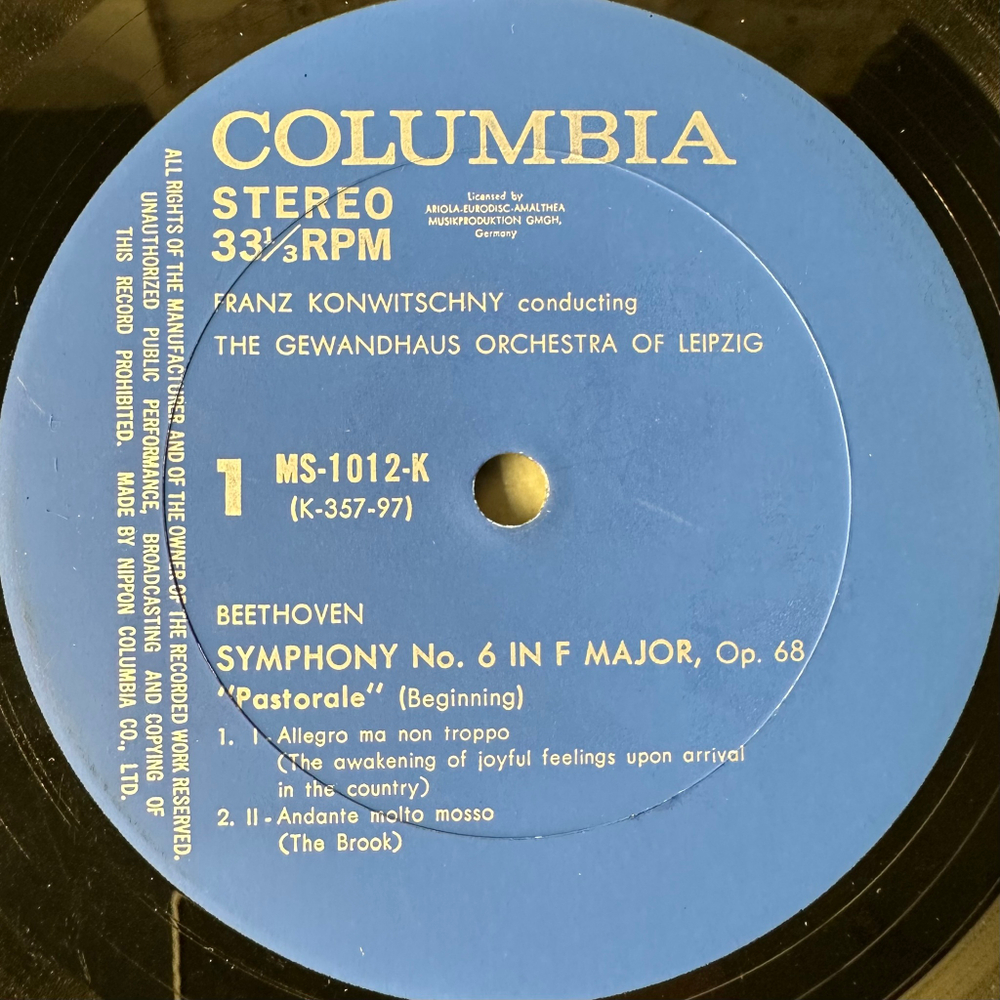 COLUMBIA
STEREO
33⅓RPM
Licensed by
ARIOLA-EURODISC-AMALTHEA
MUSIKPRODUKTION GMGH,
Germany
FRANZ KONWITSCHNY conducting
THE GEWANDHAUS ORCHESTRA OF LEIPZIG
1 MS-1012-K
(K-357-97)
BEETHOVEN
SYMPHONY No. 6 IN F MAJOR, Op. 68
"Pastorale" (Beginning)
1. I - Allegro ma non troppo
(The awakening of joyful feelings upon arrival
in the country)
2. II - Andante molto mosso
(The Brook)
ALL RIGHTS OF THE MANUFACTURER AND OF THE OWNER OF THE RECORDED WORK RESERVED.
UNAUTHORIZED PUBLIC PERFORMANCE, BROADCASTING AND COPYING OF
THIS RECORD PROHIBITED. MADE BY NIPPON COLUMBIA CO., LTD.